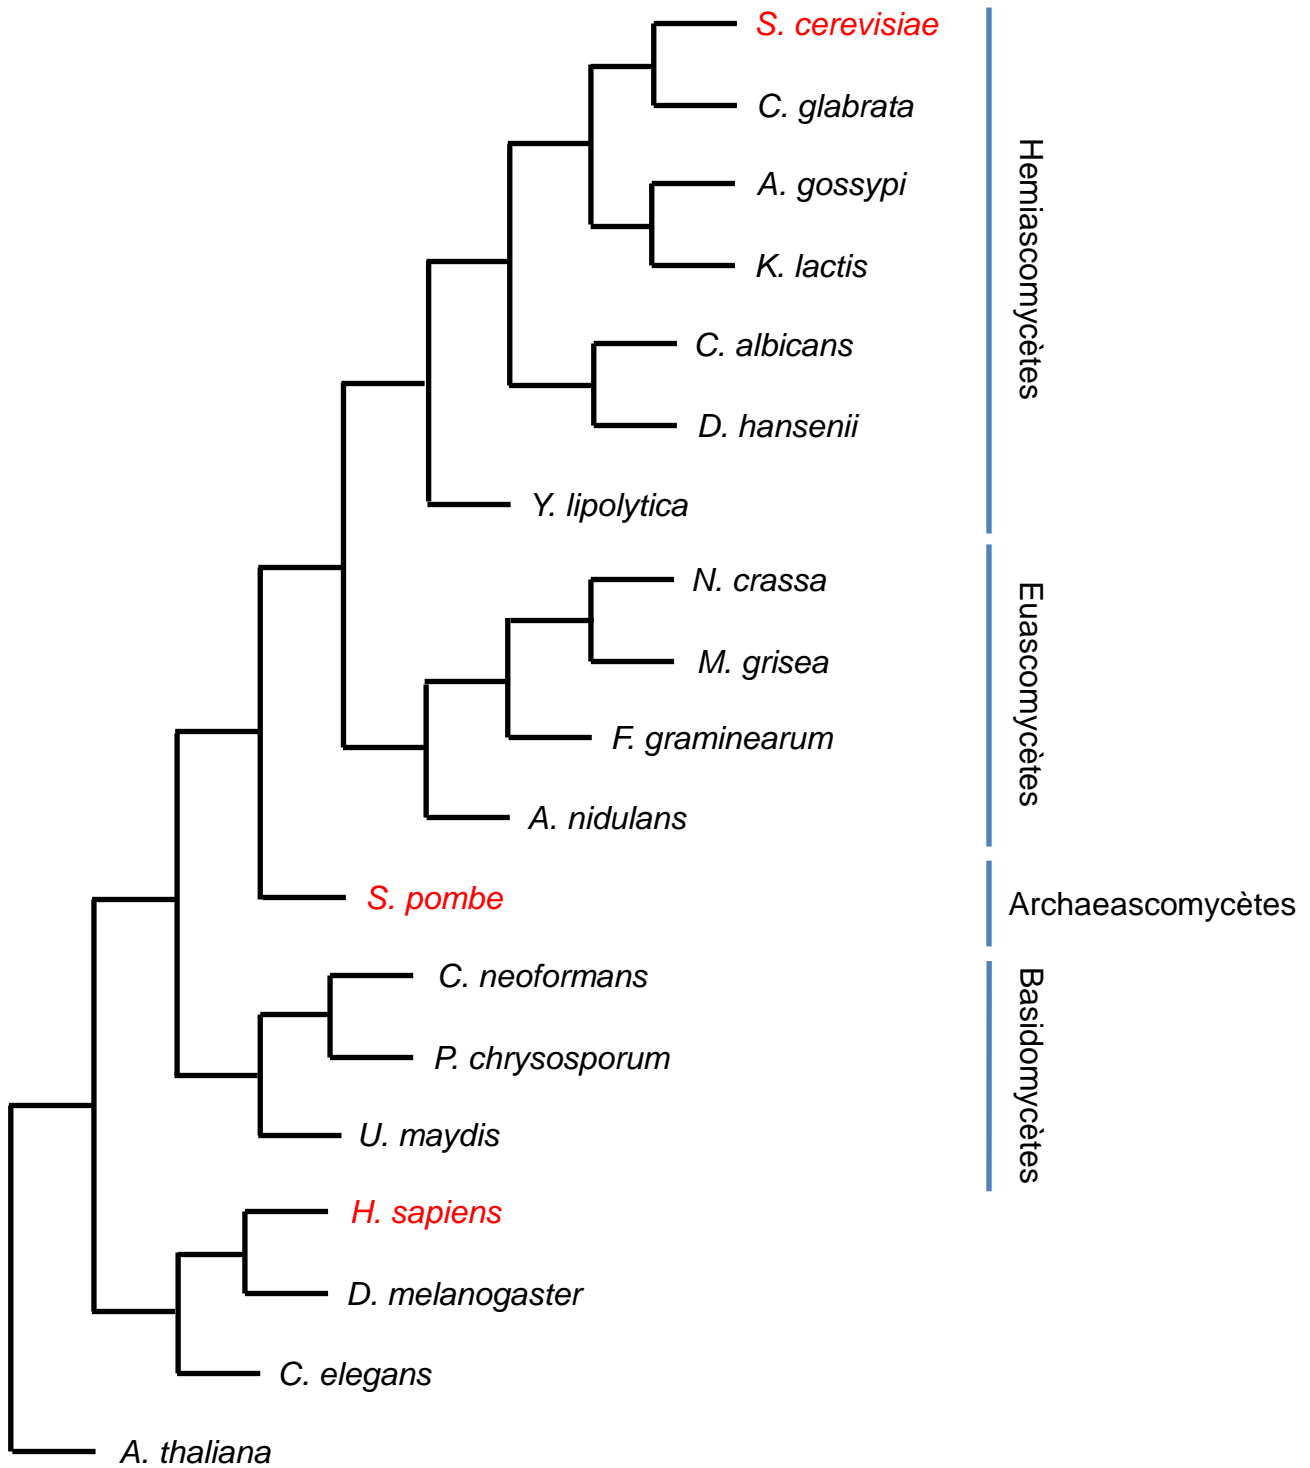 S. cerevisiae
C. glabrata
A. gossypi
K. lactis
C. albicans
D. hansenii
Y. lipolytica
Hemiascomycètes
N. crassa
M. grisea
F. graminearum
A. nidulans
Euascomycètes
S. pombe
Archaeascomycètes
C. neoformans
P. chrysosporum
U. maydis
Basidomycètes
H. sapiens
D. melanogaster
C. elegans
A. thaliana